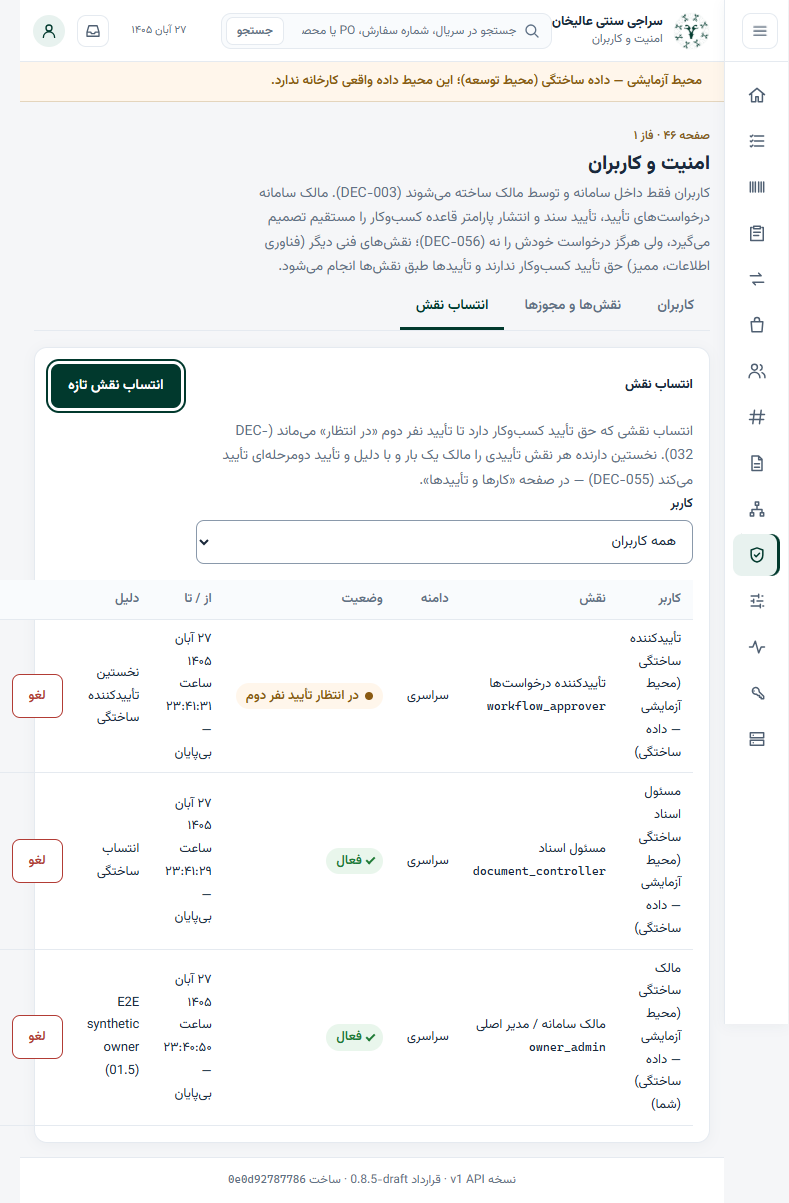 سراجی سنتی عالیخان
امنیت و کاربران
جستجو در سریال، شماره سفارش، PO یا محص
جستجو
۲۷ آبان ۱۴۰۵
محیط آزمایشی — داده ساختگی (محیط توسعه)؛ این محیط داده واقعی کارخانه ندارد.
صفحه ۴۶ · فاز ۱
امنیت و کاربران
کاربران فقط داخل سامانه و توسط مالک ساخته می‌شوند (DEC-003). مالک سامانه
درخواست‌های تأیید، تأیید سند و انتشار پارامتر قاعده کسب‌وکار را مستقیم تصمیم
می‌گیرد، ولی هرگز درخواست خودش را نه (DEC-056)؛ نقش‌های فنی دیگر (فناوری
اطلاعات، ممیز) حق تأیید کسب‌وکار ندارند و تأییدها طبق نقش‌ها انجام می‌شود.
کاربران
نقش‌ها و مجوزها
انتساب نقش
انتساب نقش
انتساب نقش تازه
انتساب نقشی که حق تأیید کسب‌وکار دارد تا تأیید نفر دوم «در انتظار» می‌ماند (DEC-
032). نخستین دارنده هر نقش تأییدی را مالک یک بار و با دلیل و تأیید دومرحله‌ای تأیید
می‌کند (DEC-055) — در صفحه «کارها و تأییدها».
کاربر
همه کاربران
کاربر نقش دامنه وضعیت از / تا دلیل
تأییدکننده
ساختگی
(محیط
آزمایشی
— داده
ساختگی)
تأییدکننده درخواست‌ها
workflow_approver
سراسری
در انتظار تأیید نفر دوم
۲۷ آبان
۱۴۰۵
ساعت
۲۳:۴۱:۳۱
—
بی‌پایان
نخستین
تأییدکننده
ساختگی
لغو
مسئول
اسناد
ساختگی
(محیط
آزمایشی
— داده
ساختگی)
مسئول اسناد
document_controller
سراسری
✓ فعال
۲۷ آبان
۱۴۰۵
ساعت
۲۳:۴۱:۲۹
—
بی‌پایان
انتساب
ساختگی
لغو
مالک
ساختگی
(محیط
آزمایشی
— داده
ساختگی)
(شما)
مالک سامانه / مدیر اصلی
owner_admin
سراسری
✓ فعال
۲۷ آبان
۱۴۰۵
ساعت
۲۳:۴۰:۵۰
—
بی‌پایان
E2E
synthetic
owner
(01.5)
لغو
نسخه API v1 · قرارداد 0.8.5-draft · ساخت 0e0d92787786